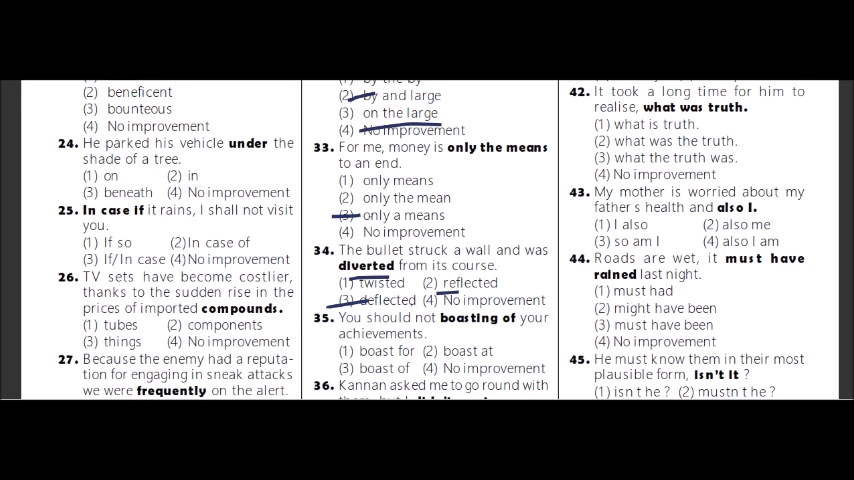 (2) beneficent
(3) bounteous
(4) No improvement
24. He parked his vehicle under the
shade of a tree.
(1) on (2) in
(3) beneath (4) No improvement
25. In case if it rains, I shall not visit
you.
(1) If so (2)In case of
(3) If/In case (4)No improvement
26. TV sets have become costlier,
thanks to the sudden rise in the
prices of imported compounds.
(1) tubes (2) components
(3) things (4) No improvement
27. Because the enemy had a reputa-
tion for engaging in sneak attacks
we were frequently on the alert.
(1) by the by
(2) by and large
(3) on the large
(4) No improvement
33. For me, money is only the means
to an end.
(1) only means
(2) only the mean
(3) only a means
(4) No improvement
34. The bullet struck a wall and was
diverted from its course.
(1) twisted (2) reflected
(3) deflected (4) No improvement
35. You should not boasting of your
achievements.
(1) boast for (2) boast at
(3) boast of (4) No improvement
36. Kannan asked me to go round with
42. It took a long time for him to
realise, what was truth.
(1) what is truth.
(2) what was the truth.
(3) what the truth was.
(4) No improvement
43. My mother is worried about my
father s health and also I.
(1) I also (2) also me
(3) so am I (4) also I am
44. Roads are wet, it must have
rained last night.
(1) must had
(2) might have been
(3) must have been
(4) No improvement
45. He must know them in their most
plausible form, isn't it ?
(1) isn t he ? (2) mustn t he ?